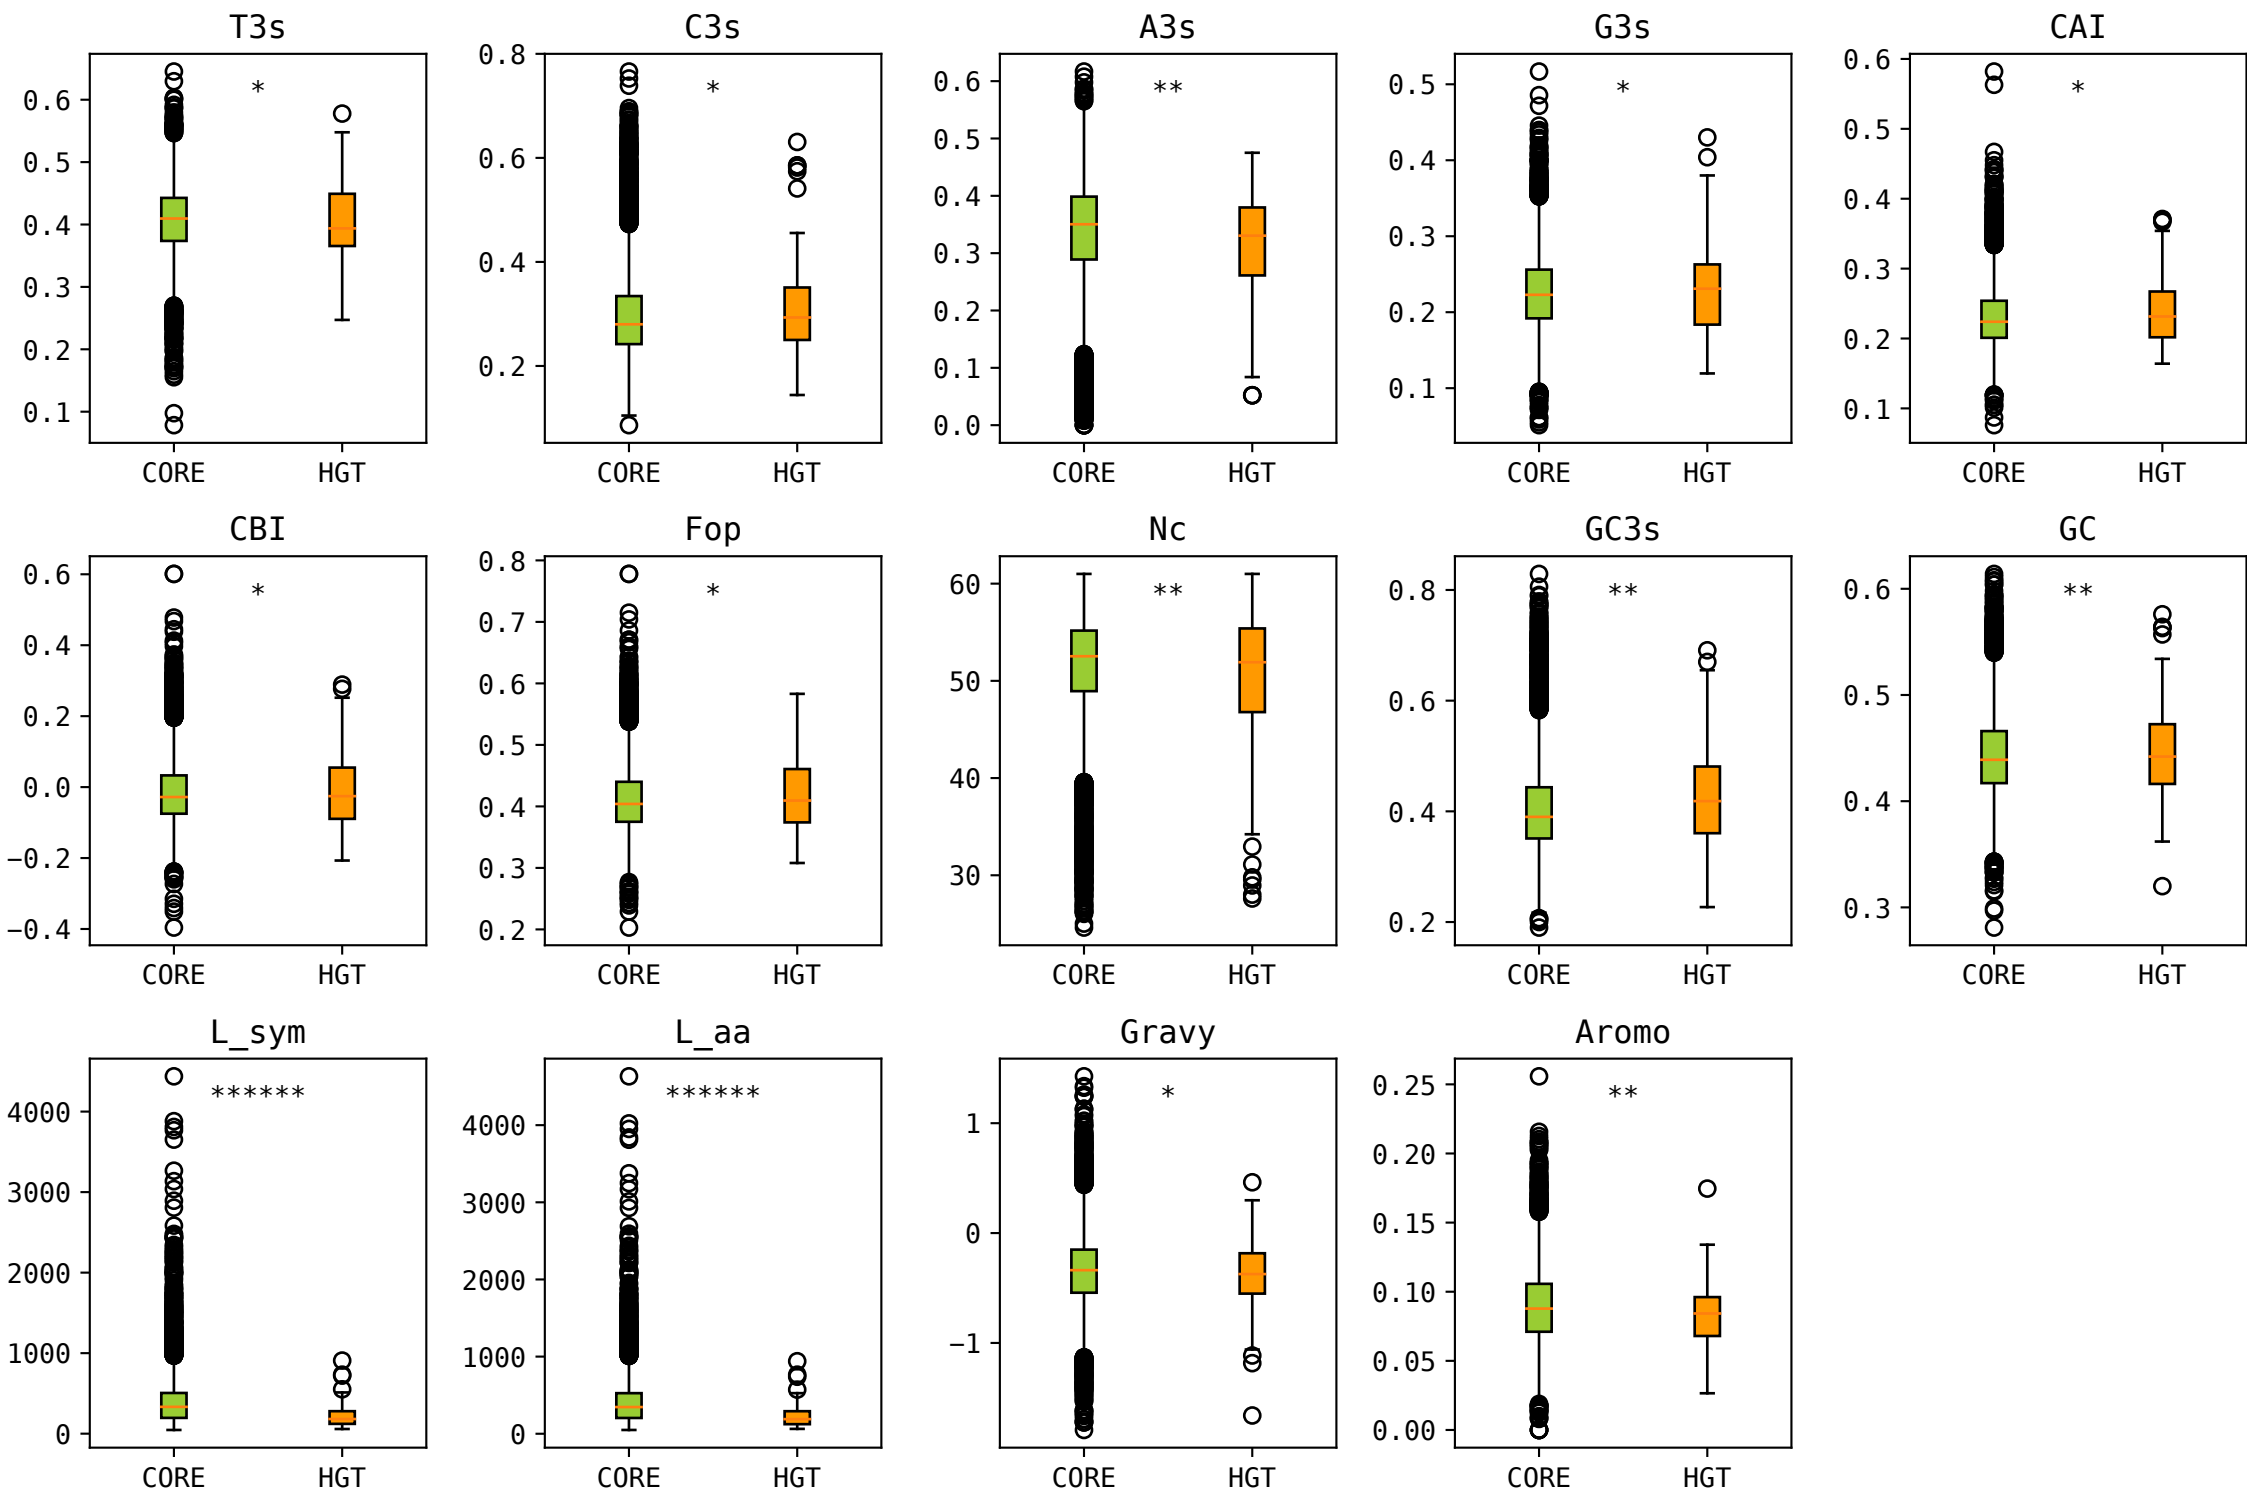 T3s
C3s
A3s
G3s
CAI
0.6
0.5
0.4
0.3
0.2
0.1
*
CORE
HGT
0.8
0.6
0.4
0.2
*
CORE
HGT
0.6
0.5
0.4
0.3
0.2
0.1
0.0
**
CORE
HGT
0.5
0.4
0.3
0.2
0.1
*
CORE
HGT
0.6
0.5
0.4
0.3
0.2
0.1
*
CORE
HGT
CBI
Fop
Nc
GC3s
GC
0.6
0.4
0.2
0.0
−0.2
−0.4
*
CORE
HGT
0.8
0.7
0.6
0.5
0.4
0.3
0.2
*
CORE
HGT
60
50
40
30
**
CORE
HGT
0.8
0.6
0.4
0.2
**
CORE
HGT
0.6
0.5
0.4
0.3
**
CORE
HGT
L_sym
L_aa
Gravy
Aromo
4000
3000
2000
1000
0
******
CORE
HGT
4000
3000
2000
1000
0
******
CORE
HGT
1
0
−1
*
CORE
HGT
0.25
0.20
0.15
0.10
0.05
0.00
**
CORE
HGT